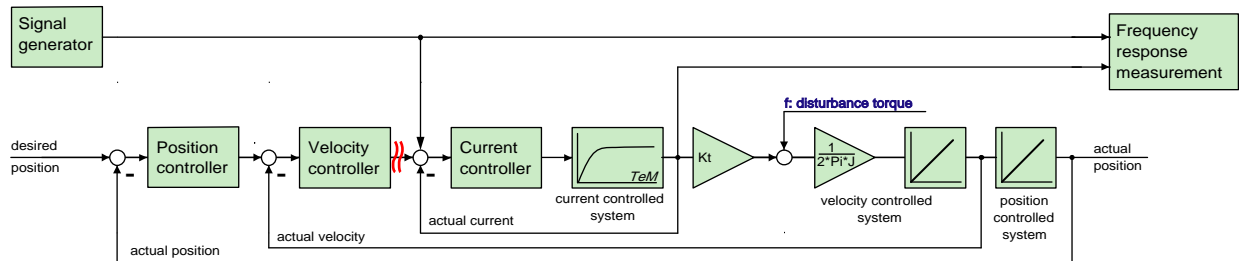 Signal
generator
Frequency
response
measurement
f: disturbance torque
desired
position
Position
controller
Velocity
controller
Current
controller
TeM
Kt
1
2*Pi*J
actual
position
current controlled
system
velocity controlled
system
position
controlled
system
actual current
actual velocity
actual position